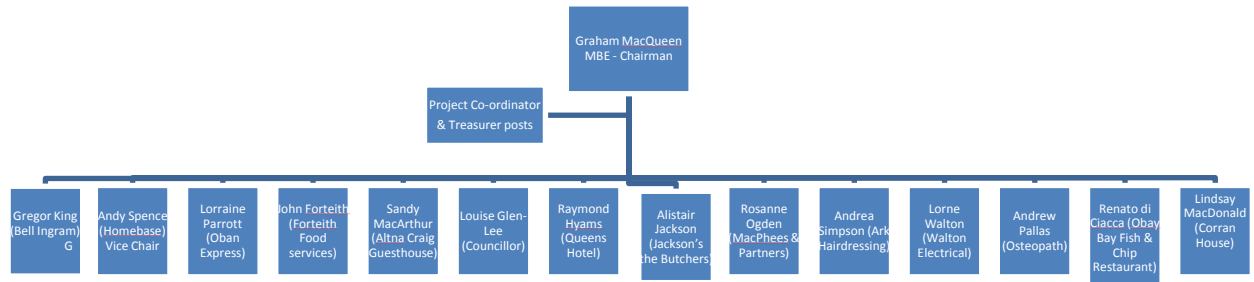 Graham MacQueen
MBE - Chairman
Project Co-ordinator
& Treasurer posts
Gregor King
(Bell Ingram)
G
Andy Spence
(Homebase)
Vice Chair
Lorraine
Parrott
(Oban
Express)
John Forteith
(Forteith
Food
services)
Sandy
MacArthur
(Altna Craig
Guesthouse)
Louise Glen-
Lee
(Councillor)
Raymond
Hyams
(Queens
Hotel)
Alistair
Jackson
(Jackson’s
the Butchers)
Rosanne
Ogden
(MacPhees &
Partners)
Andrea
Simpson (Ark
Hairdressing)
Lorne
Walton
(Walton
Electrical)
Andrew
Pallas
(Osteopath)
Renato di
Ciacca (Obay
Bay Fish &
Chip
Restaurant)
Lindsay
MacDonald
(Corran
House)